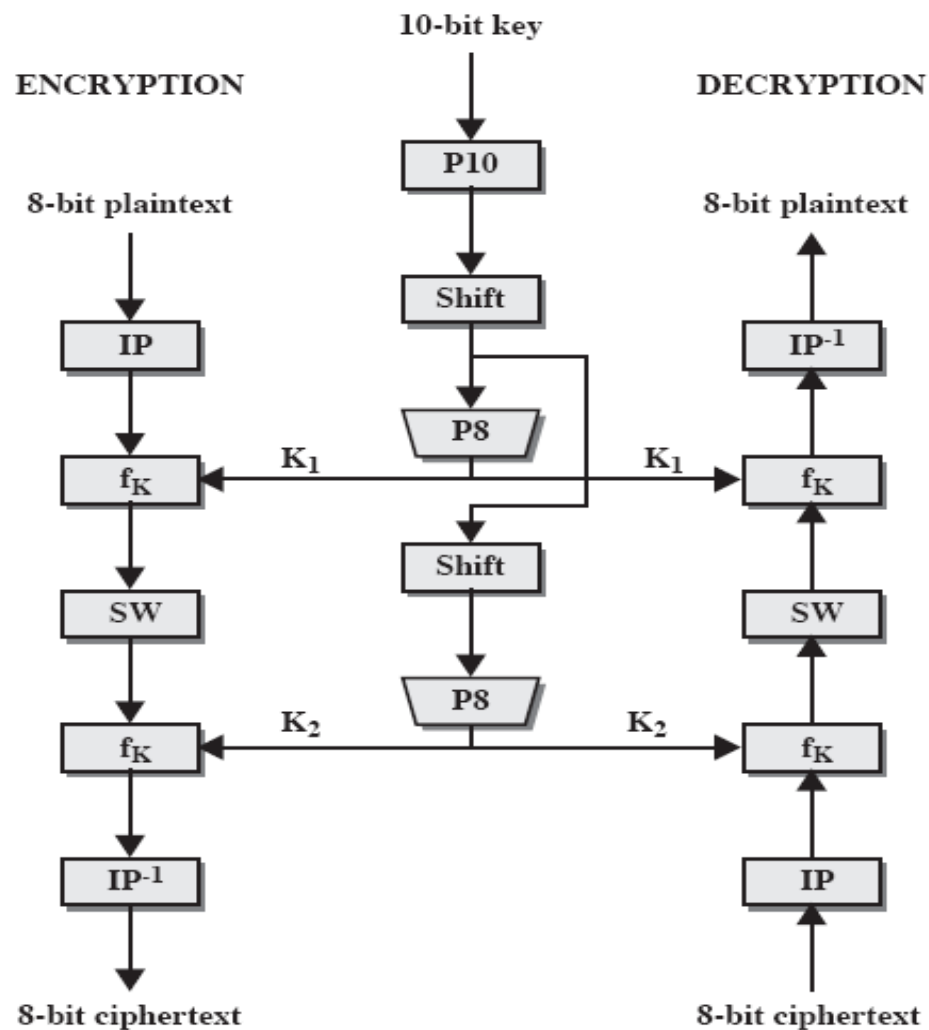 10-bit key
ENCRYPTION
DECRYPTION
P10
8-bit plaintext
8-bit plaintext
Shift
IP
IP-1
P8
K1
K1
fK
fK
Shift
SW
SW
P8
K2
K2
fK
fK
IP-1
IP
8-bit ciphertext
8-bit ciphertext